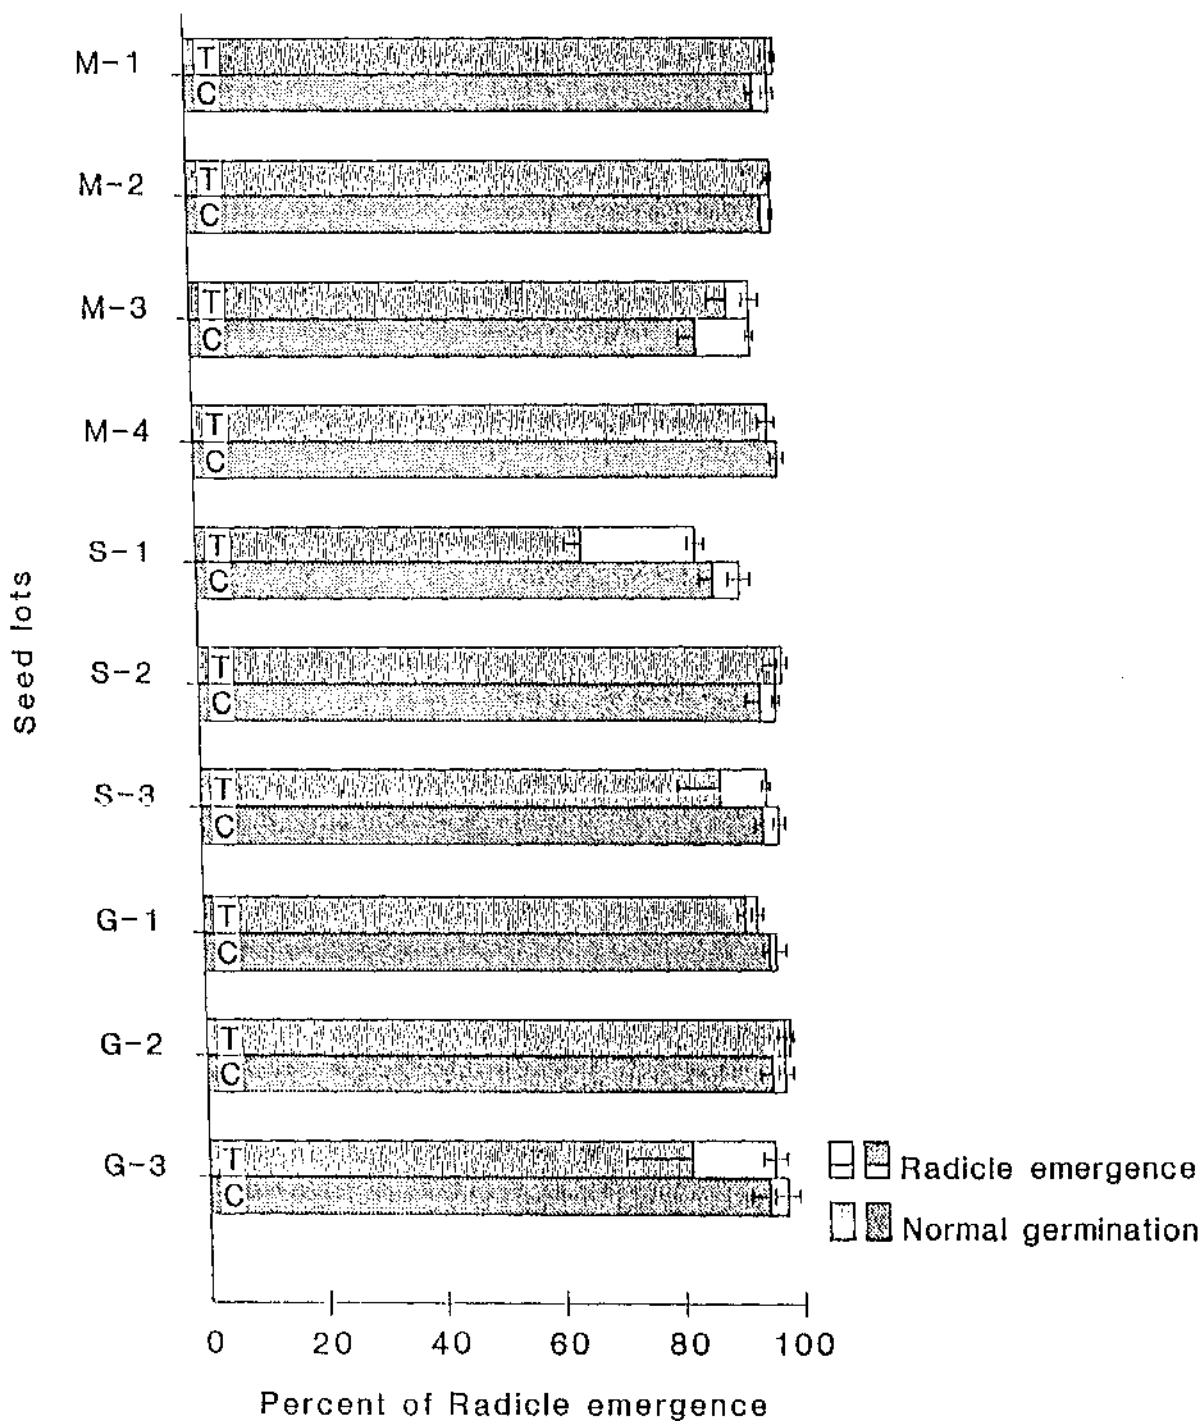 M-1
T
C
M-2
T
C
M-3
T
C
M-4
T
C
S-1
T
C
S-2
T
C
S-3
T
C
G-1
T
C
G-2
T
C
G-3
T
C
Seed lots
Radicle emergence
Normal germination
0 20 40 60 80 100
Percent of Radicle emergence